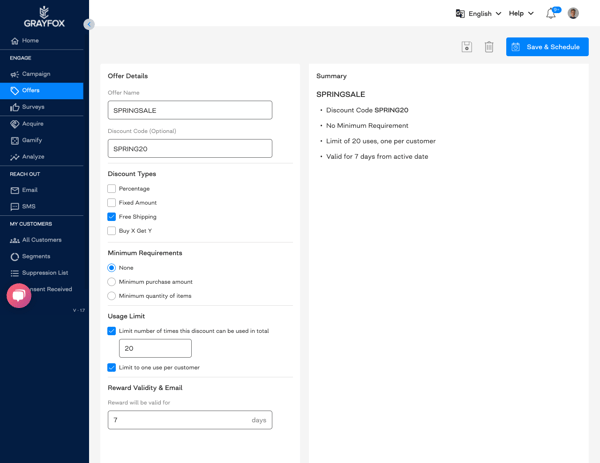 GRAYFOX
English
Help
9+
Home
ENGAGE
Campaign
Offers
Surveys
Acquire
Gamify
Analyze
REACH OUT
Email
SMS
MY CUSTOMERS
All Customers
Segments
Suppression List
onsent Received
V : 1.7
Save & Schedule
Offer Details
Offer Name
SPRINGSALE
Discount Code (Optional)
SPRING20
Discount Types
Percentage
Fixed Amount
Free Shipping
Buy X Get Y
Minimum Requirements
None
Minimum purchase amount
Minimum quantity of items
Usage Limit
Limit number of times this discount can be used in total
20
Limit to one use per customer
Reward Validity & Email
Reward will be valid for
7 days
Summary
SPRINGSALE
• Discount Code SPRING20
• No Minimum Requirement
• Limit of 20 uses, one per customer
• Valid for 7 days from active date